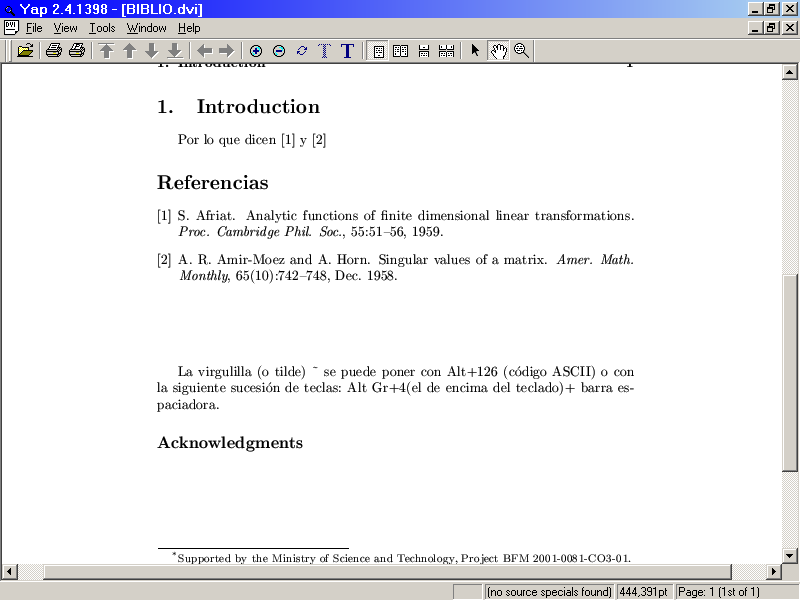 Yap 2.4.1398 - [BIBLIO.dvi]
File View Tools Window Help
1. Introduction 1
1. Introduction
Por lo que dicen [1] y [2]
Referencias
[1] S. Afriat. Analytic functions of finite dimensional linear transformations.
Proc. Cambridge Phil. Soc., 55:51–56, 1959.
[2] A. R. Amir-Moez and A. Horn. Singular values of a matrix. Amer. Math.
Monthly, 65(10):742–748, Dec. 1958.
La virgulilla (o tilde) ˜ se puede poner con Alt+126 (código ASCII) o con
la siguiente sucesión de teclas: Alt Gr+4(el de encima del teclado)+ barra es-
paciadora.
Acknowledgments
*Supported by the Ministry of Science and Technology, Project BFM 2001-0081-CO3-01.
(no source specials found) 444,391pt Page: 1 (1st of 1)